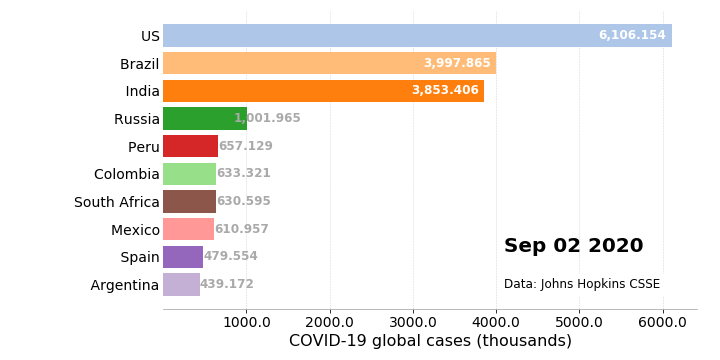 US 6,106.154
Brazil 3,997.865
India 3,853.406
Russia 1,001.965
Peru 657.129
Colombia 633.321
South Africa 630.595
Mexico 610.957
Spain 479.554
Argentina 439.172
Sep 02 2020
Data: Johns Hopkins CSSE
1000.0 2000.0 3000.0 4000.0 5000.0 6000.0
COVID-19 global cases (thousands)